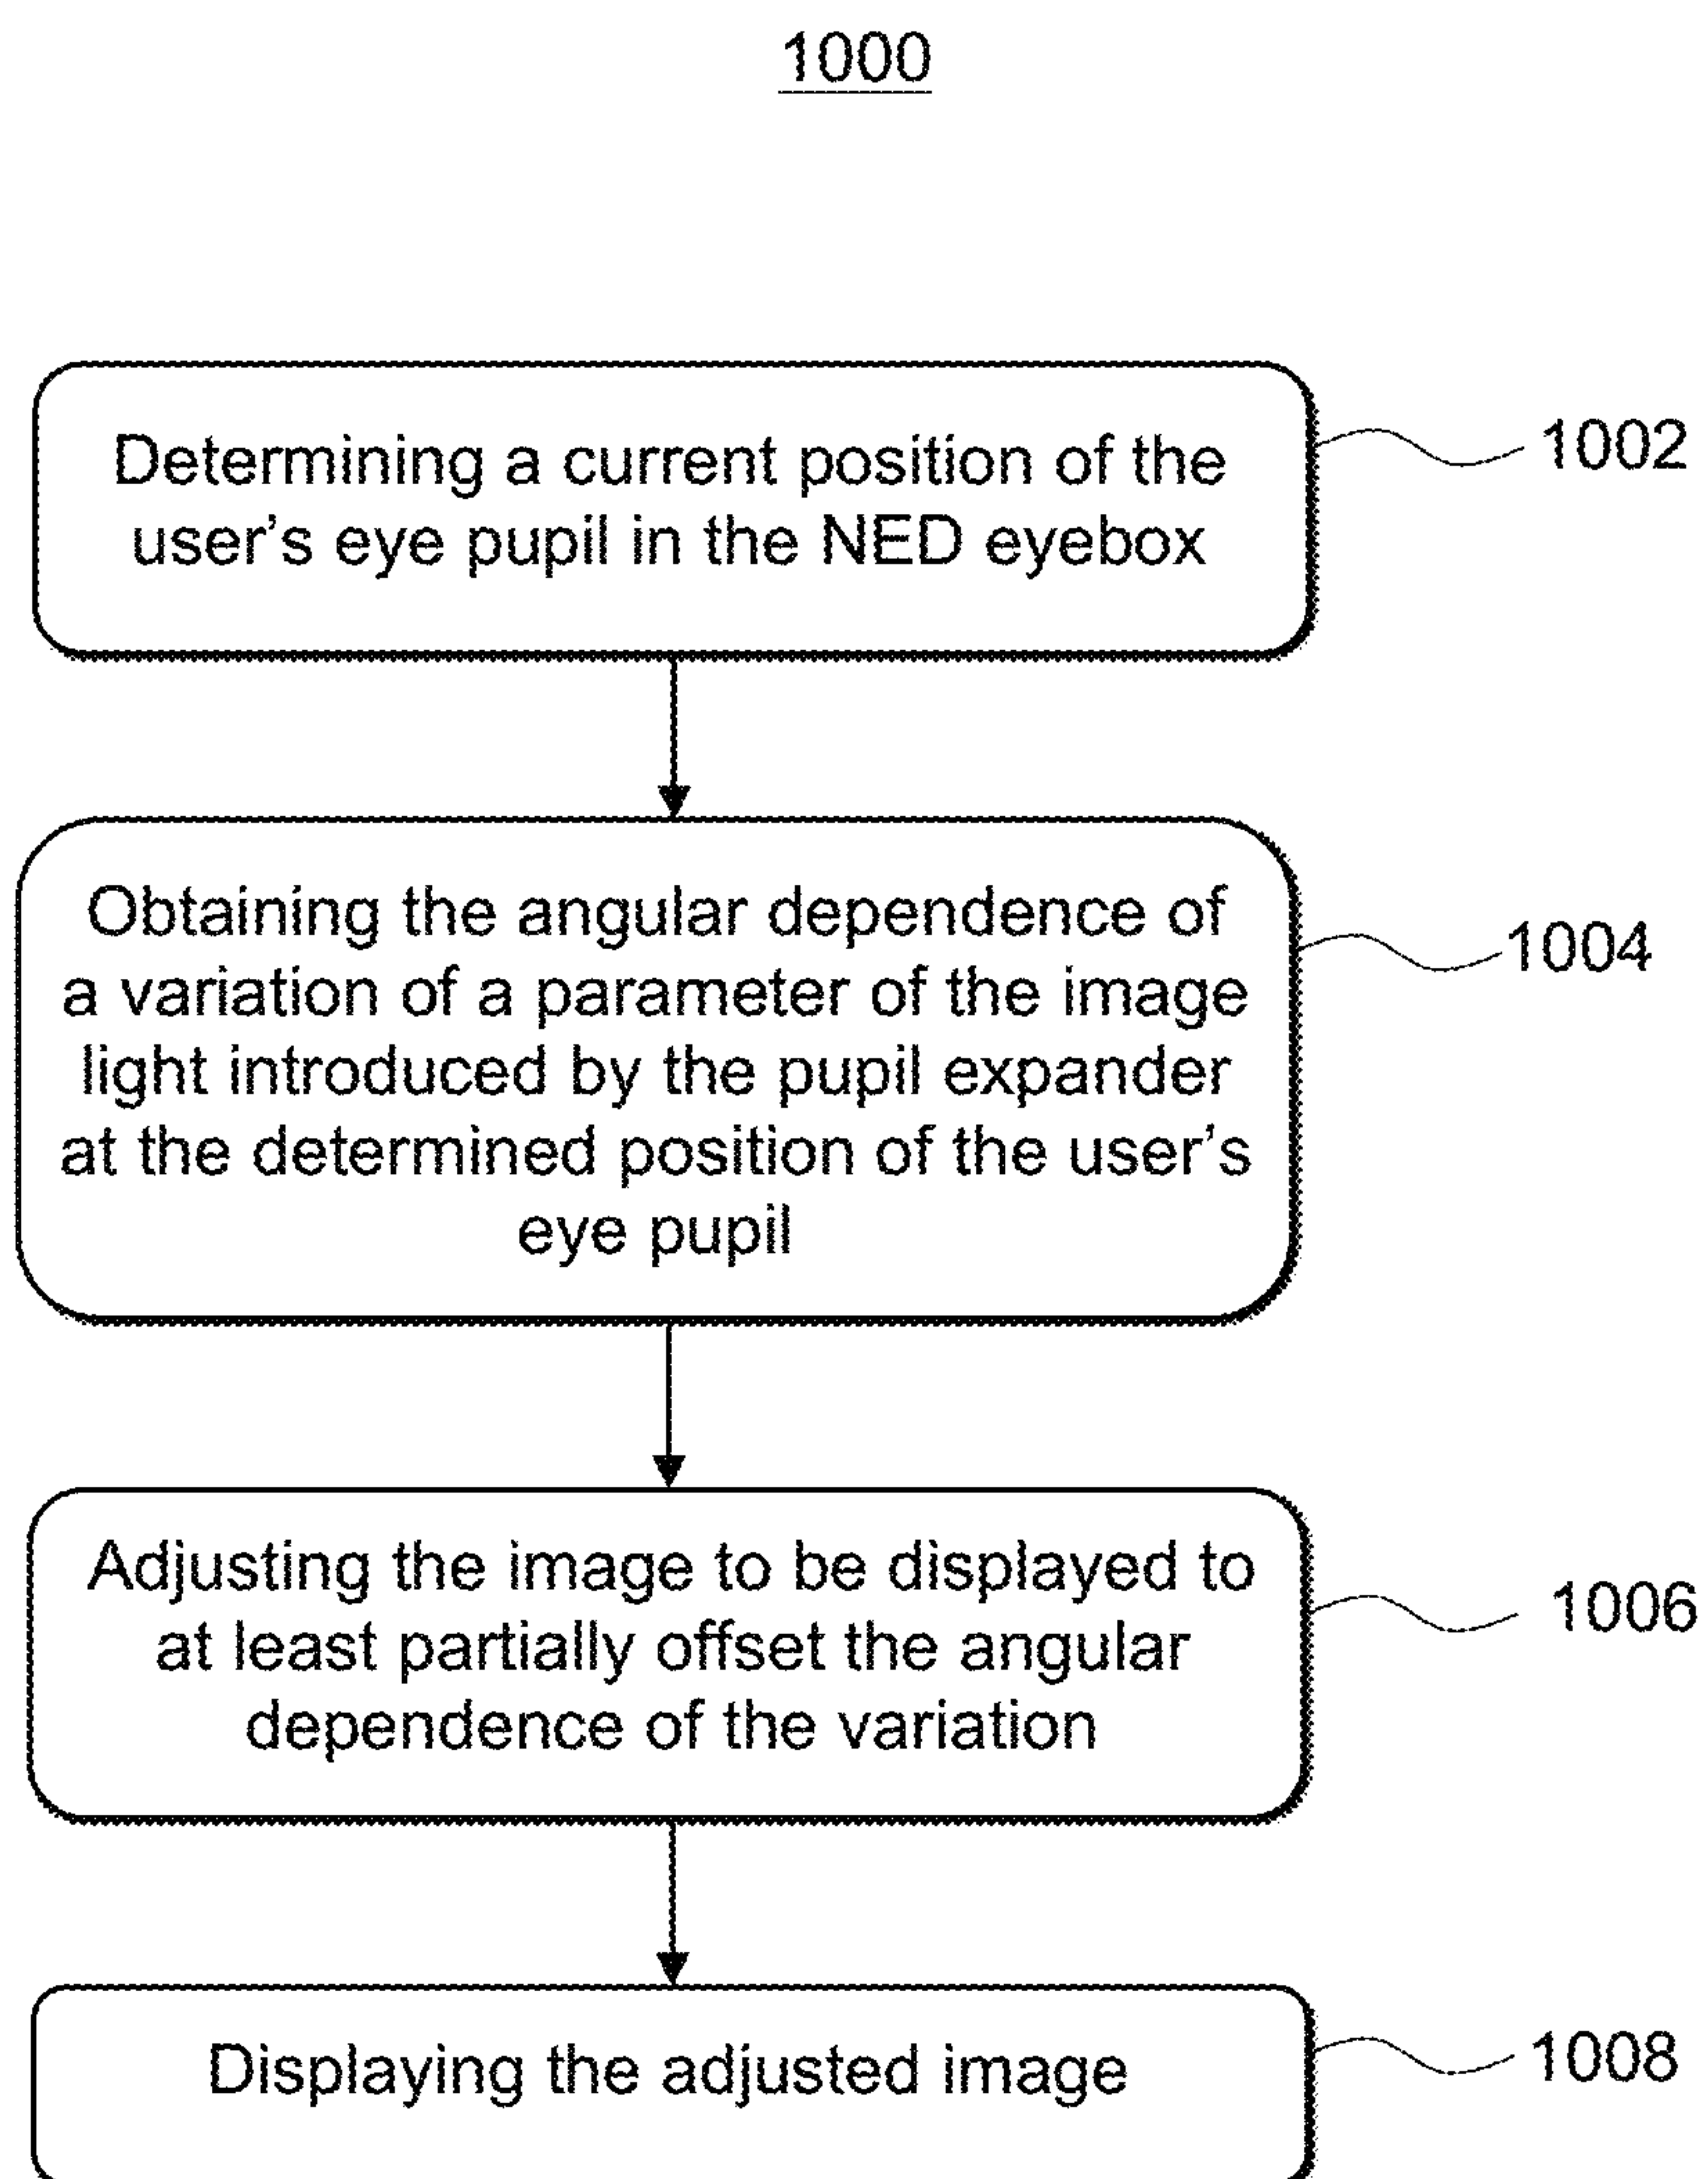 1000
Determining a current position of the
user's eye pupil in the NED eyebox
1002
Obtaining the angular dependence of
a variation of a parameter of the image
light introduced by the pupil expander
at the determined position of the user's
eye pupil
1004
Adjusting the image to be displayed to
at least partially offset the angular
dependence of the variation
1006
Displaying the adjusted image
1008